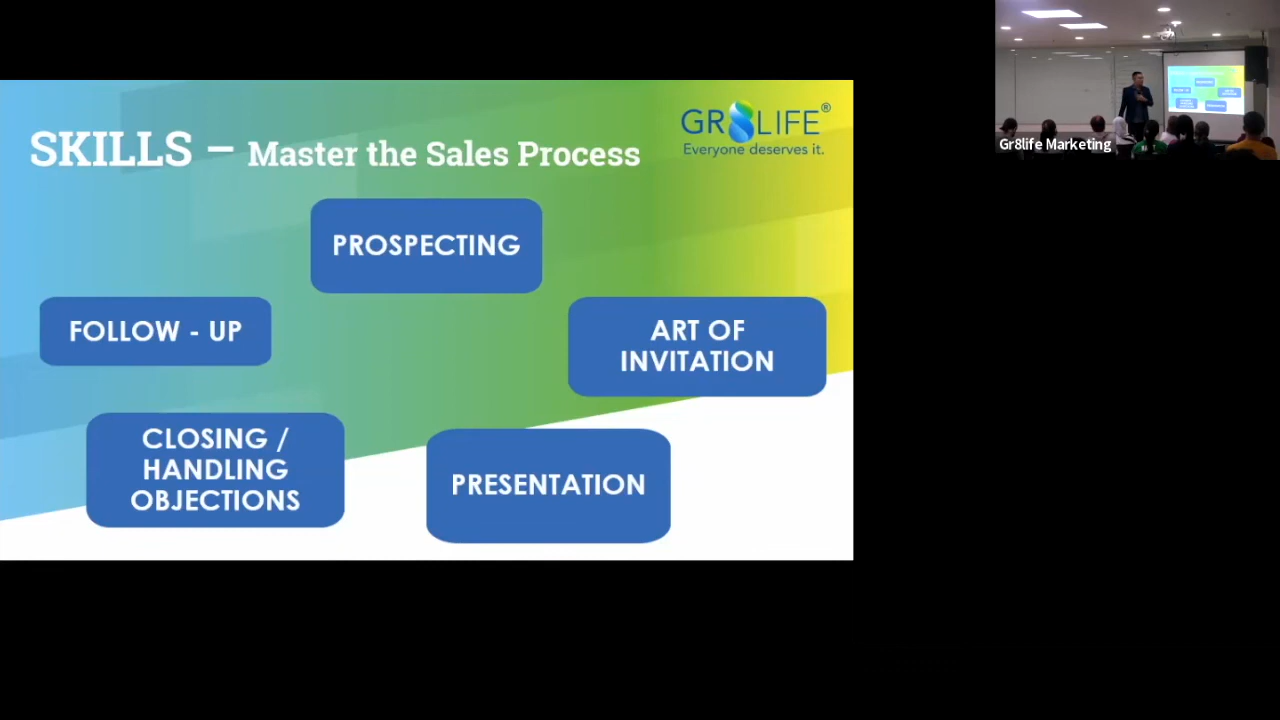 SKILLS – Master the Sales Process
GR8LIFE®
Everyone deserves it.
PROSPECTING
FOLLOW - UP
ART OF
INVITATION
CLOSING /
HANDLING
OBJECTIONS
PRESENTATION
Gr8life Marketing